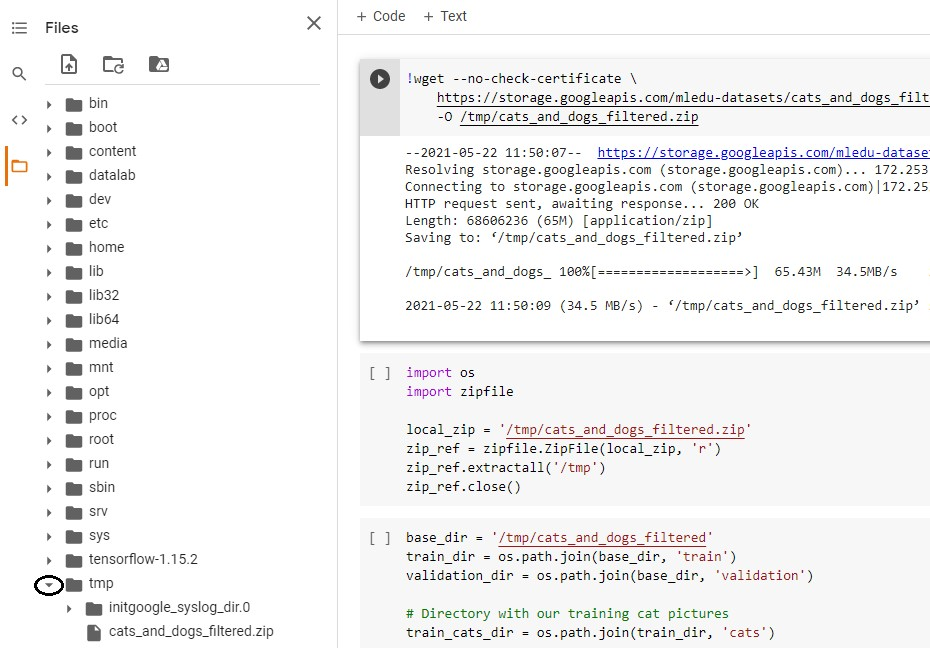 Files
bin
boot
content
datalab
dev
etc
home
lib
lib32
lib64
media
mnt
opt
proc
root
run
sbin
srv
sys
tensorflow-1.15.2
tmp
initgoogle_syslog_dir.0
cats_and_dogs_filtered.zip
+ Code + Text
!wget --no-check-certificate \
https://storage.googleapis.com/mledu-datasets/cats_and_dogs_filt
-O /tmp/cats_and_dogs_filtered.zip
--2021-05-22 11:50:07-- https://storage.googleapis.com/mledu-datase
Resolving storage.googleapis.com (storage.googleapis.com)... 172.253
Connecting to storage.googleapis.com (storage.googleapis.com)|172.25
HTTP request sent, awaiting response... 200 OK
Length: 68606236 (65M) [application/zip]
Saving to: ‘/tmp/cats_and_dogs_filtered.zip’
/tmp/cats_and_dogs_ 100%[===================>] 65.43M 34.5MB/s
2021-05-22 11:50:09 (34.5 MB/s) - ‘/tmp/cats_and_dogs_filtered.zip’
[ ] import os
import zipfile
local_zip = '/tmp/cats_and_dogs_filtered.zip'
zip_ref = zipfile.ZipFile(local_zip, 'r')
zip_ref.extractall('/tmp')
zip_ref.close()
[ ] base_dir = '/tmp/cats_and_dogs_filtered'
train_dir = os.path.join(base_dir, 'train')
validation_dir = os.path.join(base_dir, 'validation')
# Directory with our training cat pictures
train_cats_dir = os.path.join(train_dir, 'cats')